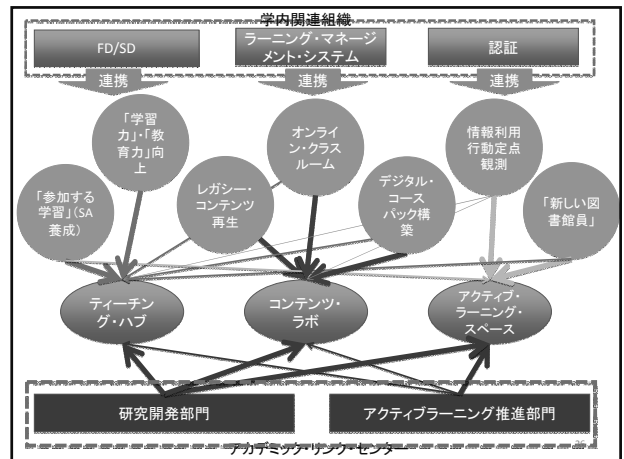 学内関連組織
FD/SD
ラーニング・マネージ
メント・システム
認証
連携
連携
連携
「学習
力」・「教
育力」向
上
オンライ
ン・クラス
ルーム
情報利用
行動定点
観測
「参加する
学習」(SA
養成)
レガシー・
コンテンツ
再生
デジタル・
コース
パック構
築
「新しい図
書館員」
ティーチン
グ・ハブ
コンテンツ・
ラボ
アクティブ・
ラーニング・
スペース
研究開発部門
アクティブラーニング推進部門
アカデミック・リンク・センター